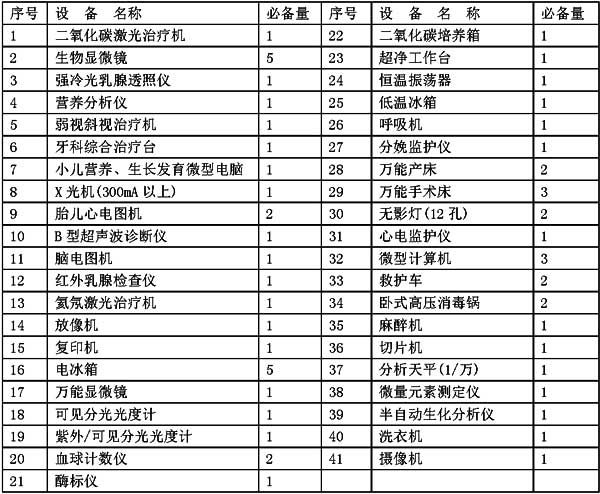 序号 设 备 名称 必备量 序号 设 备 名称 必备量
1 二氧化碳激光治疗机 1 22 二氧化碳培养箱 1
2 生物显微镜 5 23 超净工作台 1
3 强冷光乳腺透照仪 1 24 恒温振荡器 1
4 营养分析仪 1 25 低温冰箱 1
5 弱视斜视治疗机 1 26 呼吸机 1
6 牙科综合治疗台 1 27 分娩监护仪 1
7 小儿营养、生长发育微型电脑 1 28 万能产床 2
8 X光机(300mA以上) 1 29 万能手术床 3
9 胎儿心电图机 2 30 无影灯(12孔) 2
10 B型超声波诊断仪 1 31 心电监护仪 1
11 脑电图机 1 32 微型计算机 3
12 红外乳腺检查仪 1 33 救护车 2
13 氦氖激光治疗机 1 34 卧式高压消毒锅 2
14 放像机 1 35 麻醉机 1
15 复印机 1 36 切片机 1
16 电冰箱 5 37 分析天平(1/万) 1
17 万能显微镜 1 38 微量元素测定仪 1
18 可见分光光度计 1 39 半自动生化分析仪 1
19 紫外/可见分光光度计 1 40 洗衣机 1
20 血球计数仪 2 41 摄像机 1
21 酶标仪 1